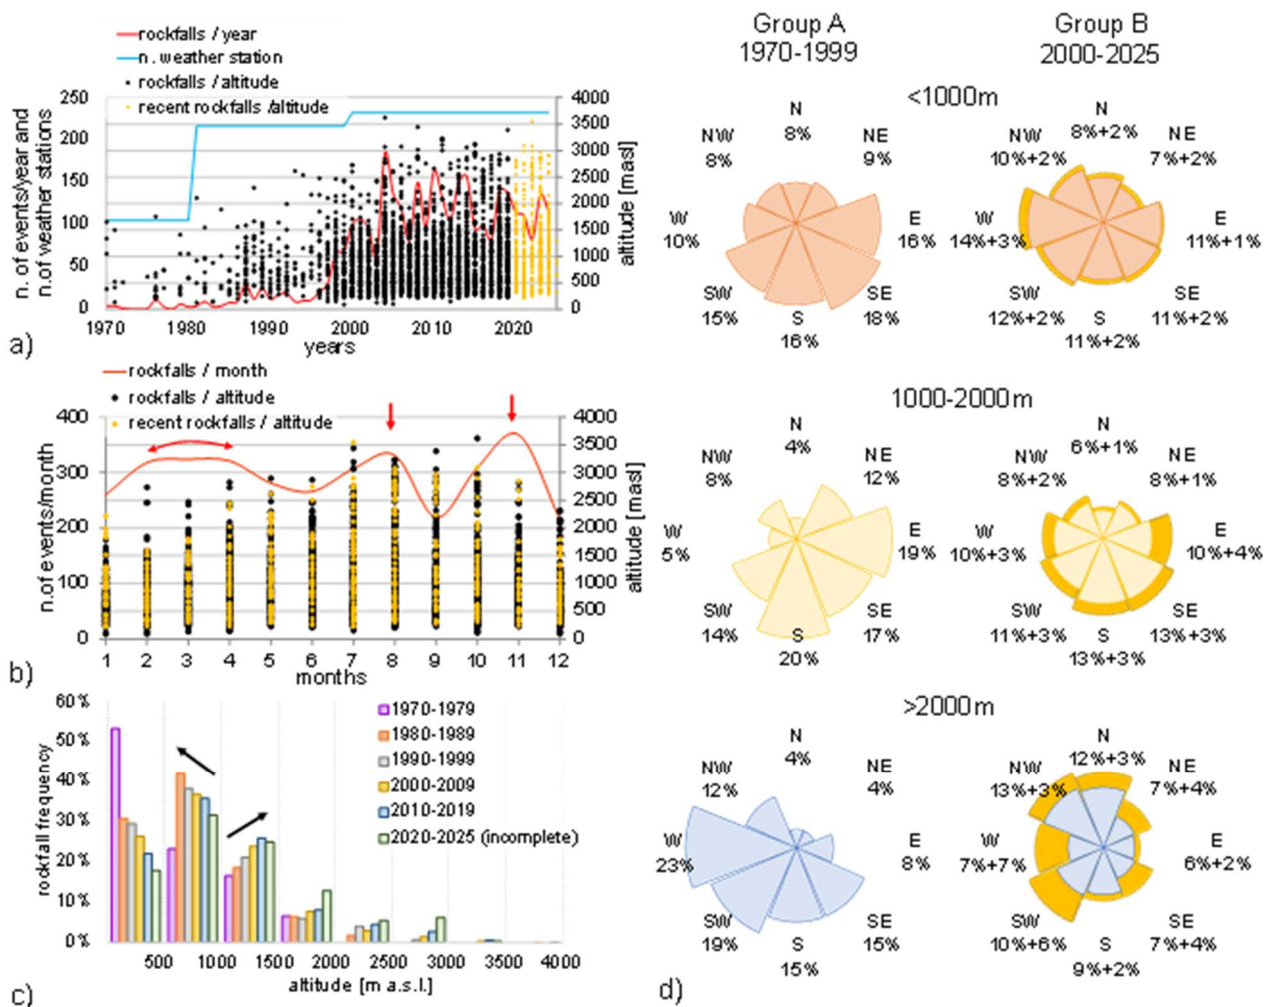 rockfalls / year
n. weather station
rockfalls / altitude
recent rockfalls /altitude
n. of events/year and
n.of weather stations
250
200
150
100
50
0
4000
3500
3000
2500
2000
1500
1000
500
0
altitude [masl]
1970 1980 1990 2000 2010 2020
years
a)
rockfalls / month
rockfalls / altitude
recent rockfalls / altitude
n.of events/month
400
300
200
100
0
4000
3500
3000
2500
2000
1500
1000
500
0
altitude [masl]
1 2 3 4 5 6 7 8 9 10 11 12
months
b)
rockfall frequency
60%
50%
40%
30%
20%
10%
0%
1970-1979
1980-1989
1990-1999
2000-2009
2010-2019
2020-2025 (incomplete)
500 1000 1500 2000 2500 3000 3500 4000
altitude [m a.s.l.]
c)
Group A
1970-1999
Group B
2000-2025
<1000m
N
8%
NE
9%
E
16%
SE
18%
S
16%
SW
15%
W
10%
NW
8%
N
8%+2%
NE
7%+2%
E
11%+1%
SE
11%+2%
S
11%+2%
SW
12%+2%
W
14%+3%
NW
10%+2%
1000-2000m
N
4%
NE
12%
E
19%
SE
17%
S
20%
SW
14%
W
5%
NW
8%
N
6%+1%
NE
8%+1%
E
10%+4%
SE
13%+3%
S
13%+3%
SW
11%+3%
W
10%+3%
NW
8%+2%
>2000m
N
4%
NE
4%
E
8%
SE
15%
S
15%
SW
19%
W
23%
NW
12%
N
12%+3%
NE
7%+4%
E
6%+2%
SE
7%+4%
S
9%+2%
SW
10%+6%
W
7%+7%
NW
13%+3%
d)